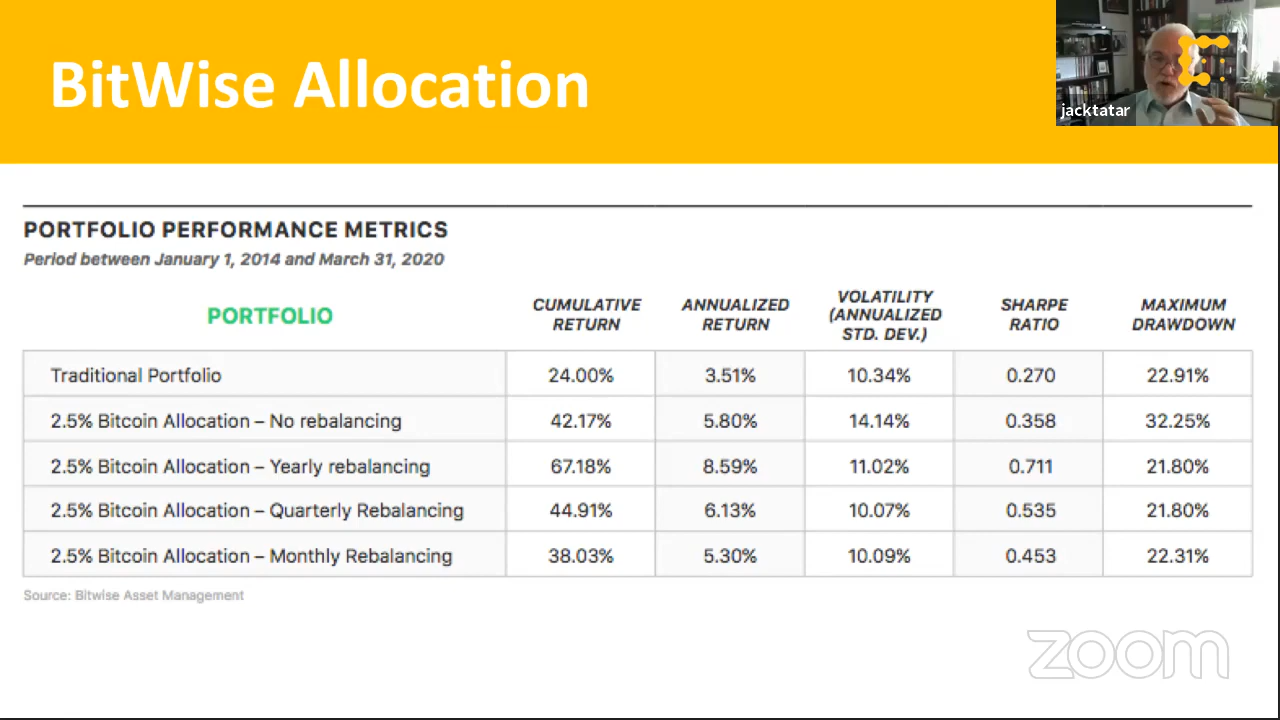 BitWise Allocation
jacktatar
PORTFOLIO PERFORMANCE METRICS
Period between January 1, 2014 and March 31, 2020
PORTFOLIO
CUMULATIVE
RETURN
ANNUALIZED
RETURN
VOLATILITY
(ANNUALIZED
STD. DEV.)
SHARPE
RATIO
MAXIMUM
DRAWDOWN
Traditional Portfolio 24.00% 3.51% 10.34% 0.270 22.91%
2.5% Bitcoin Allocation – No rebalancing 42.17% 5.80% 14.14% 0.358 32.25%
2.5% Bitcoin Allocation – Yearly rebalancing 67.18% 8.59% 11.02% 0.711 21.80%
2.5% Bitcoin Allocation – Quarterly Rebalancing 44.91% 6.13% 10.07% 0.535 21.80%
2.5% Bitcoin Allocation – Monthly Rebalancing 38.03% 5.30% 10.09% 0.453 22.31%
Source: Bitwise Asset Management
zoom